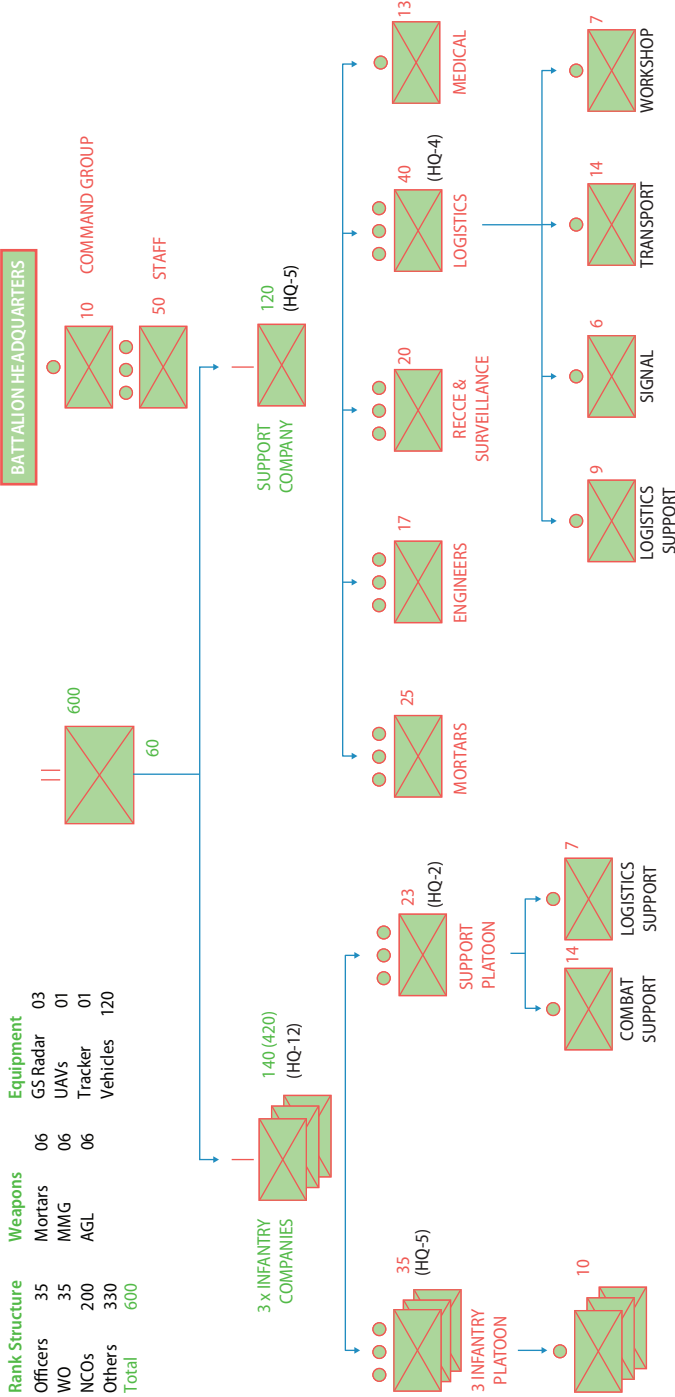 BATTALION HEADQUARTERS
10
COMMAND GROUP
50
STAFF
Rank Structure
Officers 35
WO 35
NCOs 200
Others 330
Total 600
Weapons
Mortars 06
MMG 06
AGL 06
Equipment
GS Radar 03
UAVs 01
Tracker 01
Vehicles 120
600
60
3 x INFANTRY
COMPANIES
140 (420)
(HQ-12)
SUPPORT
COMPANY
120
(HQ-5)
3 INFANTRY
PLATOON
35
(HQ-5)
10
SUPPORT
PLATOON
23
(HQ-2)
14
COMBAT
SUPPORT
7
LOGISTICS
SUPPORT
25
MORTARS
17
ENGINEERS
20
RECCE &
SURVEILLANCE
40
(HQ-4)
LOGISTICS
13
MEDICAL
9
LOGISTICS
SUPPORT
6
SIGNAL
14
TRANSPORT
7
WORKSHOP